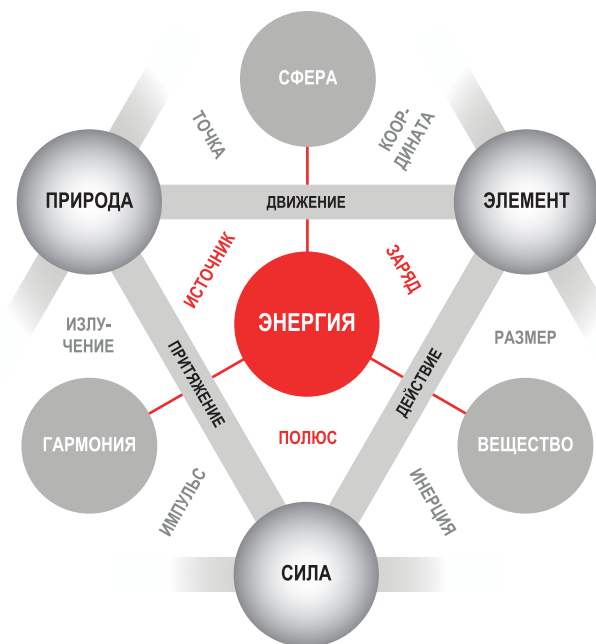 СФЕРА
ТОЧКА
КООР-
ДИНАТА
ПРИРОДА
ДВИЖЕНИЕ
ЭЛЕМЕНТ
ИСТОЧНИК
ЗАРЯД
ЭНЕРГИЯ
ИЗЛУ-
ЧЕНИЕ
ПРИТЯЖЕНИЕ
ДЕЙСТВИЕ
РАЗМЕР
ГАРМОНИЯ
ПОЛЮС
ВЕЩЕСТВО
ИМПУЛЬС
ИНЕРЦИЯ
СИЛА